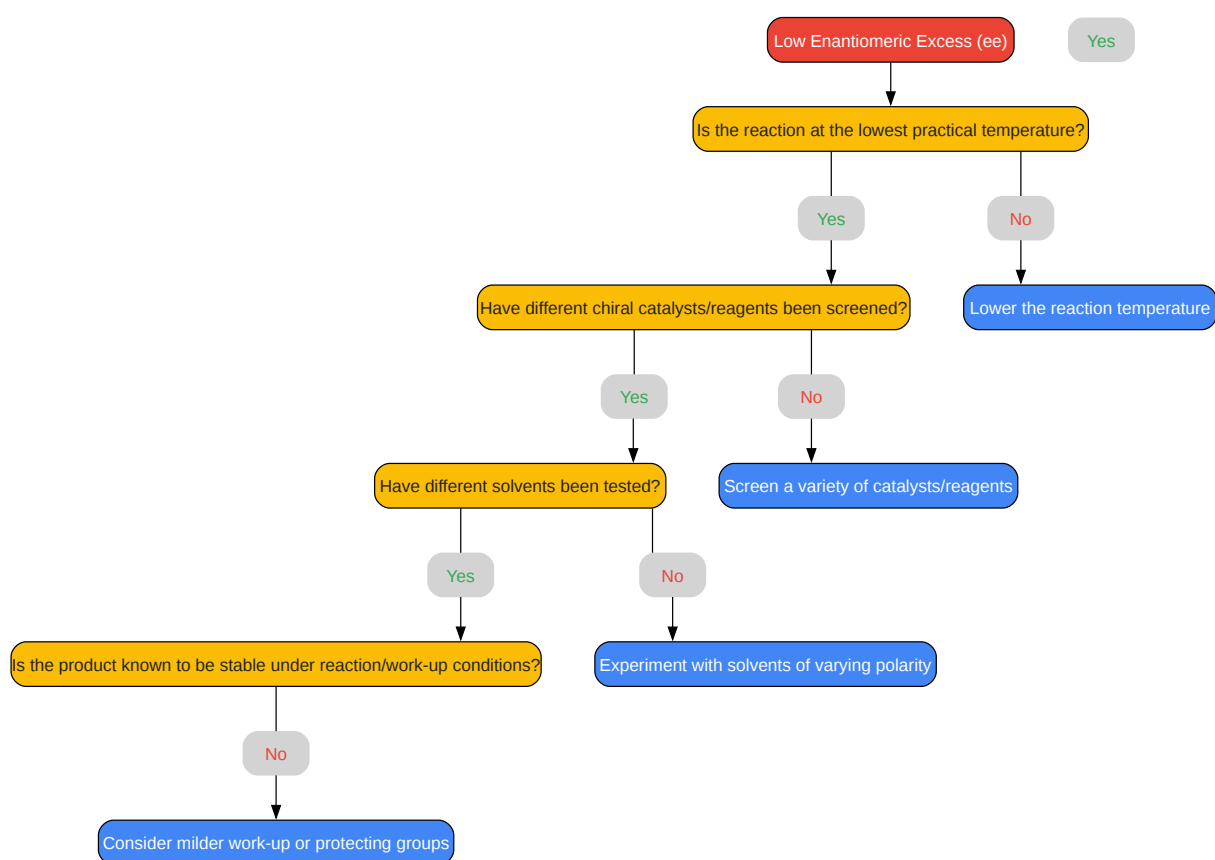 Low Enantiomeric Excess (ee)
Yes
Is the reaction at the lowest practical temperature?
Yes
No
Have different chiral catalysts/reagents been screened?
Lower the reaction temperature
Yes
No
Have different solvents been tested?
Screen a variety of catalysts/reagents
Yes
No
Is the product known to be stable under reaction/work-up conditions?
Experiment with solvents of varying polarity
No
Consider milder work-up or protecting groups